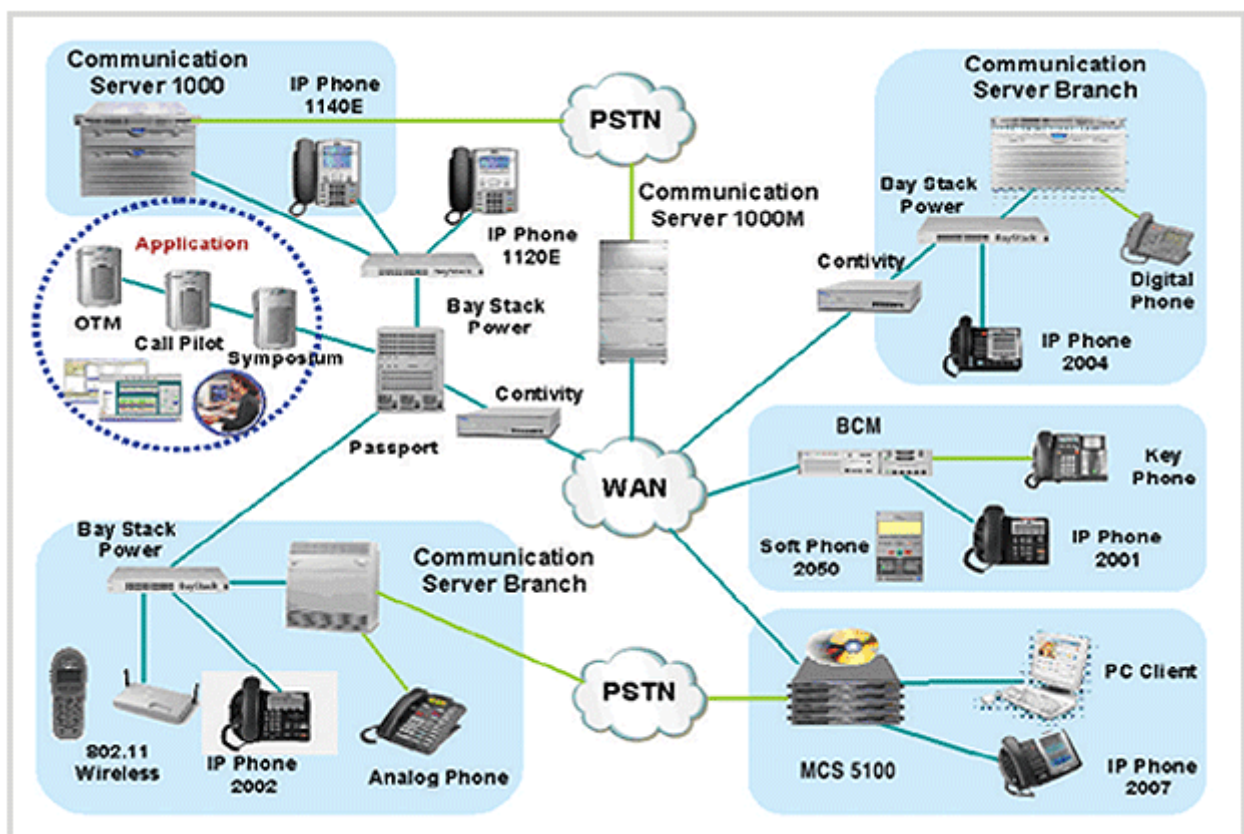 Communication
Server 1000
IP Phone
1140E
PSTN
Communication
Server Branch
Communication
Server 1000M
Bay Stack
Power
IP Phone
1120E
BayStack
BayStack
Application
Contivity
Digital
Phone
OTM
Bay Stack
Power
Call Pilot
Symposium
IP Phone
2004
Contivity
Passport
BCM
Key
Phone
WAN
Bay Stack
Power
Communication
Server Branch
Soft Phone
2050
IP Phone
2001
BayStack
PSTN
PC Client
802.11
Wireless
IP Phone
2002
Analog Phone
MCS 5100
IP Phone
2007